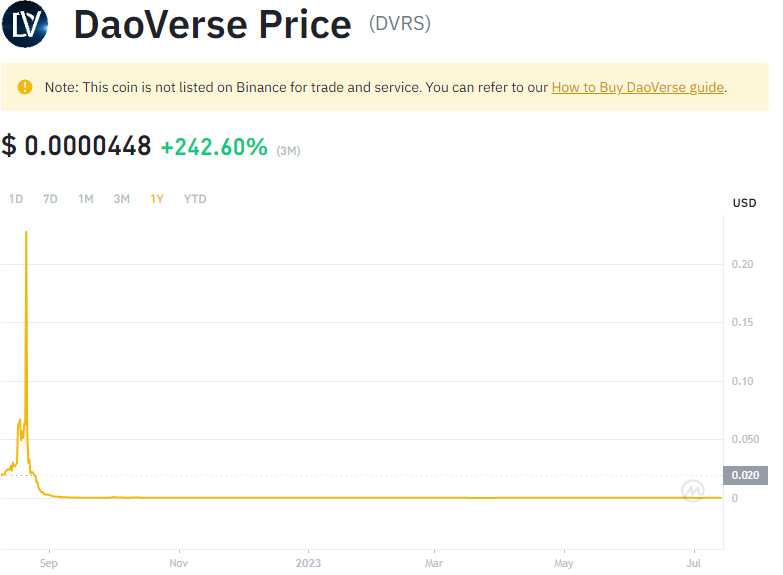 DaoVerse Price (DVRS)
Note: This coin is not listed on Binance for trade and service. You can refer to our How to Buy DaoVerse guide.
$ 0.0000448 +242.60% (3M)
1D 7D 1M 3M 1Y YTD
USD
0.20
0.15
0.10
0.050
0.020
0
Sep Nov 2023 Mar May Jul